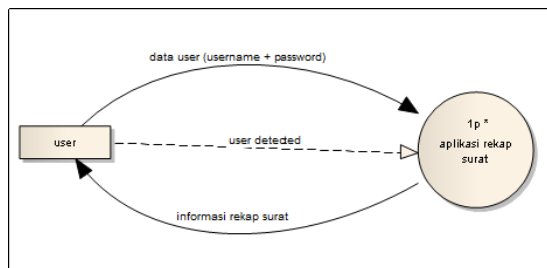 data user (username + password)
1p *
aplikasi rekap
surat
user
user detected
informasi rekap surat